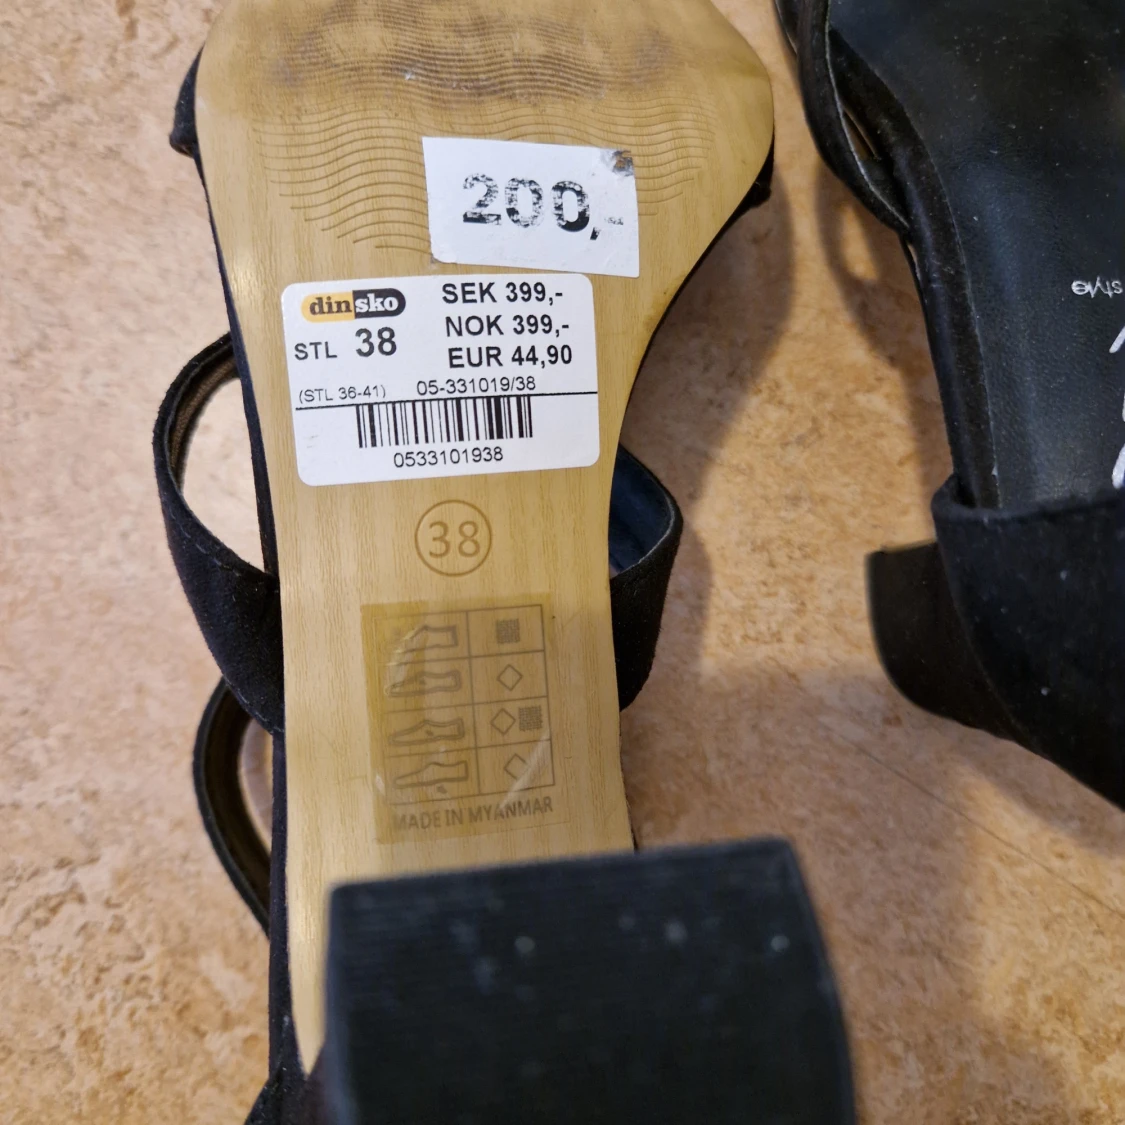 200,-
dinsko
SEK 399,-
NOK 399,-
STL 38
EUR 44,90
(STL 36-41) 05-331019/38
0533101938
38
MADE IN MYANMAR
style